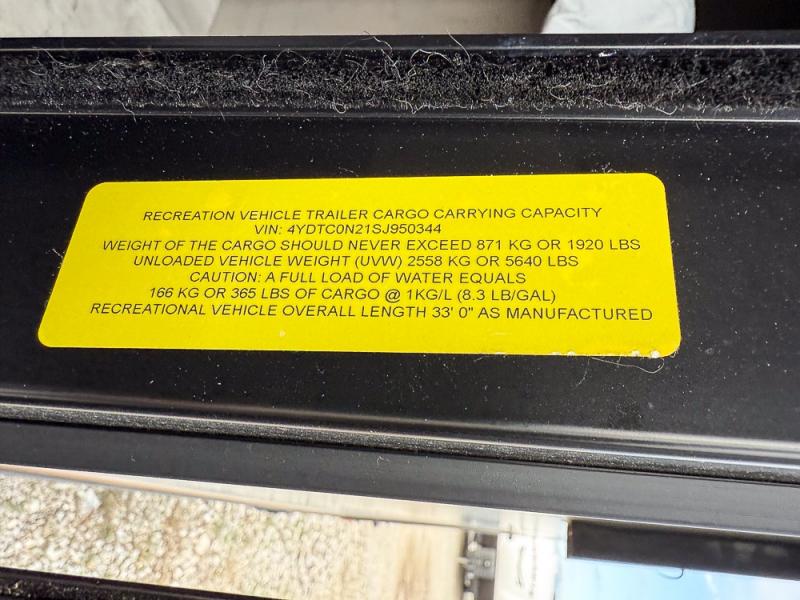 RECREATION VEHICLE TRAILER CARGO CARRYING CAPACITY
VIN: 4YDTC0N21SJ950344
WEIGHT OF THE CARGO SHOULD NEVER EXCEED 871 KG OR 1920 LBS
UNLOADED VEHICLE WEIGHT (UVW) 2558 KG OR 5640 LBS
CAUTION: A FULL LOAD OF WATER EQUALS
166 KG OR 365 LBS OF CARGO @ 1KG/L (8.3 LB/GAL)
RECREATIONAL VEHICLE OVERALL LENGTH 33' 0" AS MANUFACTURED